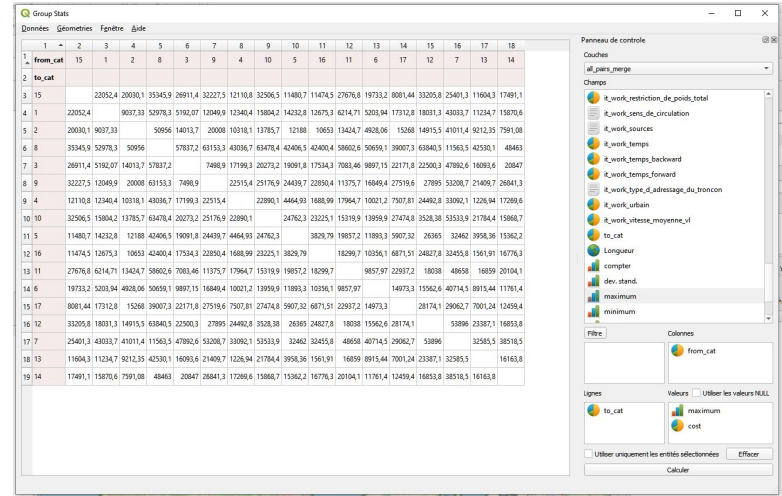 Group Stats
Données Géometries Fenêtre Aide
1 2 3 4 5 6 7 8 9 10 11 12 13 14 15 16 17 18
1 from_cat 15 1 2 8 3 9 4 10 5 16 11 6 17 12 7 13 14
2 to_cat
3 15 22052,4 20030,1 35345,9 26911,4 32227,5 12110,8 32506,5 11480,7 11474,5 27676,8 19733,2 8081,44 33205,8 25401,3 11604,3 17491,1
4 1 22052,4 9037,33 52978,3 5192,07 12049,9 12340,4 15804,2 14232,8 12675,3 6214,71 5203,94 17312,8 18031,3 43033,7 11234,7 15870,6
5 2 20030,1 9037,33 50956 14013,7 20008 10318,1 13785,7 12188 10653 13424,7 4928,06 15268 14915,5 41011,4 9212,35 7591,08
6 8 35345,9 52978,3 50956 57837,2 63153,3 43036,7 63478,4 42406,5 42400,4 58602,6 50659,1 39007,3 63840,5 11563,5 42530,1 48463
7 3 26911,4 5192,07 14013,7 57837,2 7498,9 17199,3 20273,2 19091,8 17534,3 7083,46 9897,15 22171,8 22500,3 47892,6 16093,6 20847
8 9 32227,5 12049,9 20008 63153,3 7498,9 22515,4 25176,9 24439,7 22850,4 11375,7 16849,4 27519,6 27895 53208,7 21409,7 26841,3
9 4 12110,8 12340,4 10318,1 43036,7 17199,3 22515,4 22890,1 4464,93 1688,99 17964,7 10021,2 7507,81 24492,8 33092,1 1226,94 17269,6
10 10 32506,5 15804,2 13785,7 63478,4 20273,2 25176,9 22890,1 24762,3 23225,1 15319,9 13959,9 27474,8 3528,38 53533,9 21784,4 15868,7
11 5 11480,7 14232,8 12188 42406,5 19091,8 24439,7 4464,93 24762,3 3829,79 19857,2 11893,3 5907,32 26365 32462 3958,36 15362,2
12 16 11474,5 12675,3 10653 42400,4 17534,3 22850,4 1688,99 23225,1 3829,79 18299,7 10356,1 6871,51 24827,8 32455,8 1561,91 16776,3
13 11 27676,8 6214,71 13424,7 58602,6 7083,46 11375,7 17964,7 15319,9 19857,2 18299,7 9857,97 22937,2 18038 48658 16859 20104,1
14 6 19733,2 5203,94 4928,06 50659,1 9897,15 16849,4 10021,2 13959,9 11893,3 10356,1 9857,97 14973,3 15562,6 40714,5 8915,44 11761,4
15 17 8081,44 17312,8 15268 39007,3 22171,8 27519,6 7507,81 27474,8 5907,32 6871,51 22937,2 14973,3 28174,1 29062,7 7001,24 12459,4
16 12 33205,8 18031,3 14915,5 63840,5 22500,3 27895 24492,8 3528,38 26365 24827,8 18038 15562,6 28174,1 53896 23387,1 16853,8
17 7 25401,3 43033,7 41011,4 11563,5 47892,6 53208,7 33092,1 53533,9 32462 32455,8 48658 40714,5 29062,7 53896 32585,5 38518,5
18 13 11604,3 11234,7 9212,35 42530,1 16093,6 21409,7 1226,94 21784,4 3958,36 1561,91 16859 8915,44 7001,24 23387,1 32585,5 16163,8
19 14 17491,1 15870,6 7591,08 48463 20847 26841,3 17269,6 15868,7 15362,2 16776,3 20104,1 11761,4 12459,4 16853,8 38518,5 16163,8
Panneau de controle
Couches
all_pairs_merge
Champs
it_work_restriction_de_poids_total
it_work_sens_de_circulation
it_work_sources
it_work_temps
it_work_temps_backward
it_work_temps_forward
it_work_type_d_adressage_du_troncon
it_work_urbain
it_work_vitesse_moyenne_vl
to_cat
Longueur
compter
dev. stand.
maximum
minimum
Filtre
Colonnes
from_cat
Lignes
Valeurs
Utiliser les valeurs NULL
to_cat
maximum
cost
Utiliser uniquement les entités sélectionnées
Effacer
Calculer